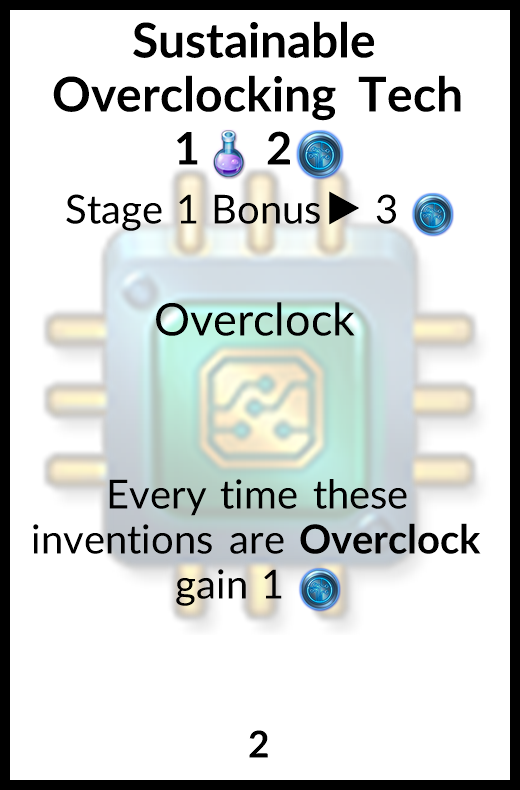 Sustainable
Overclocking Tech
1 2
Stage 1 Bonus▶ 3
Overclock
Every time these
inventions are Overclock
gain 1
2